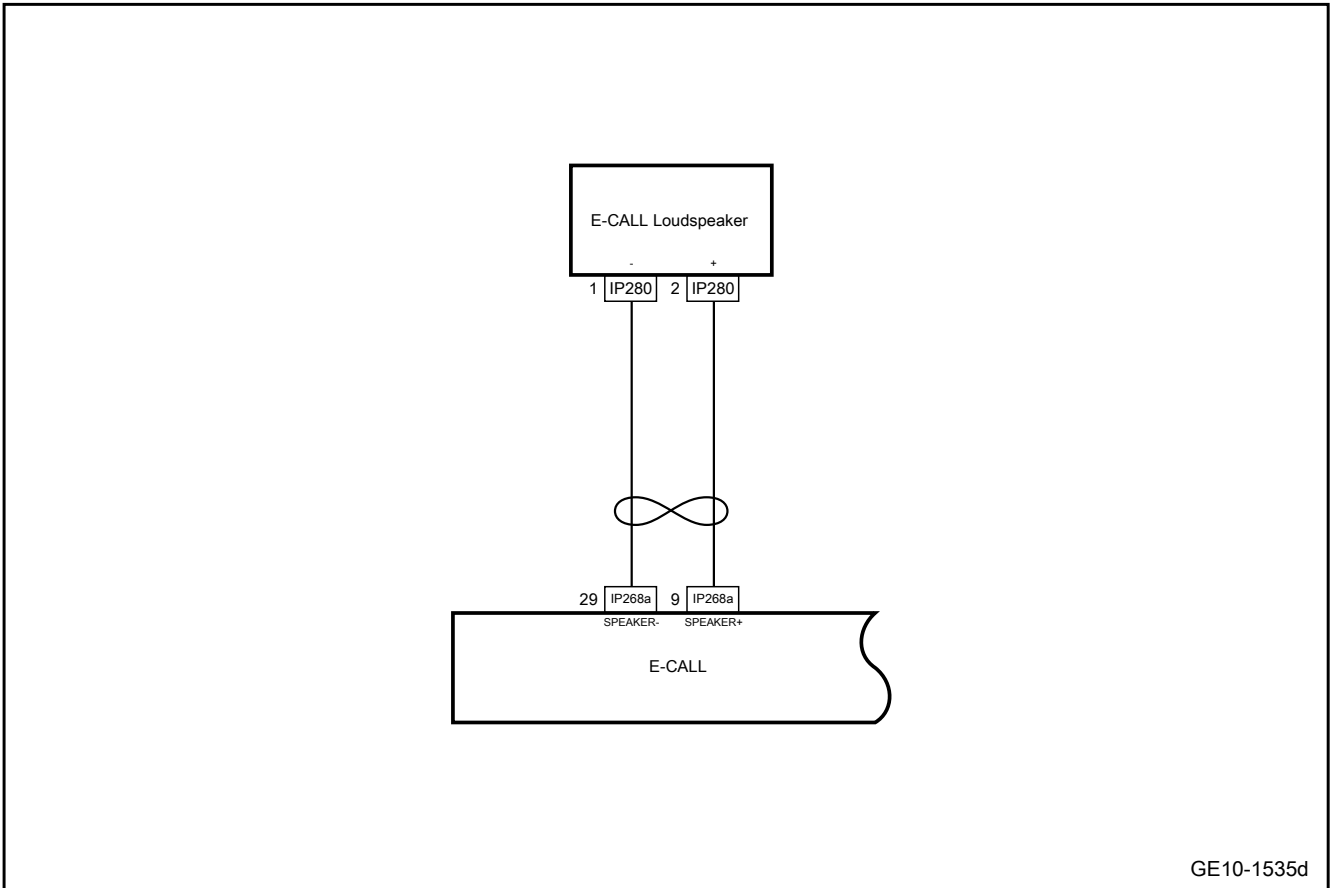 E-CALL Loudspeaker
- +
1 IP280 2 IP280
29 IP268a 9 IP268a
SPEAKER- SPEAKER+
E-CALL
GE10-1535d